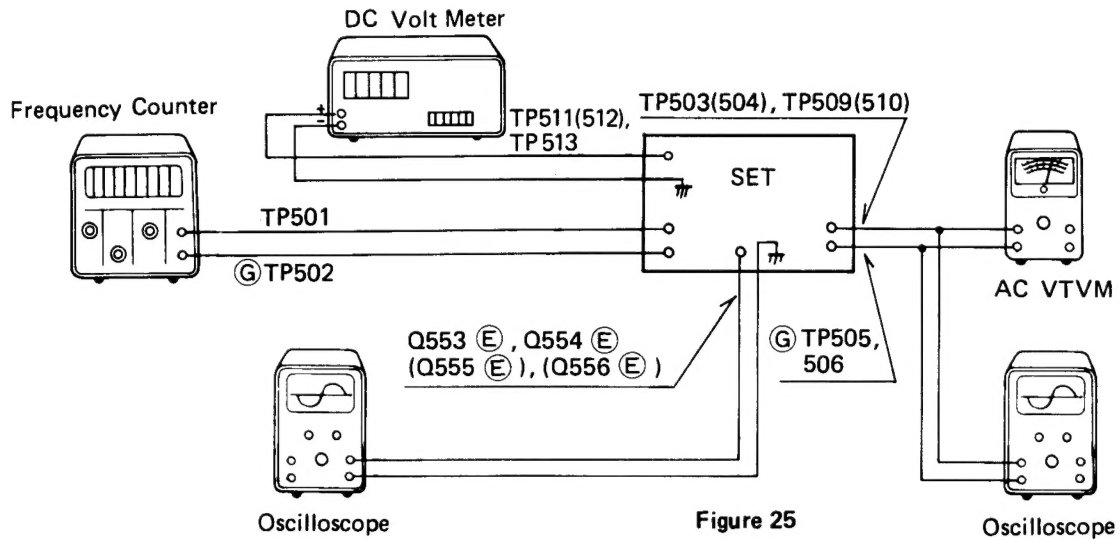 DC Volt Meter
Frequency Counter
TP511(512),
TP513
TP503(504), TP509(510)
SET
TP501
Ⓖ TP502
AC VTVM
Q553 Ⓔ, Q554 Ⓔ
(Q555 Ⓔ), (Q556 Ⓔ)
Ⓖ TP505,
506
Oscilloscope
Figure 25
Oscilloscope
+
−